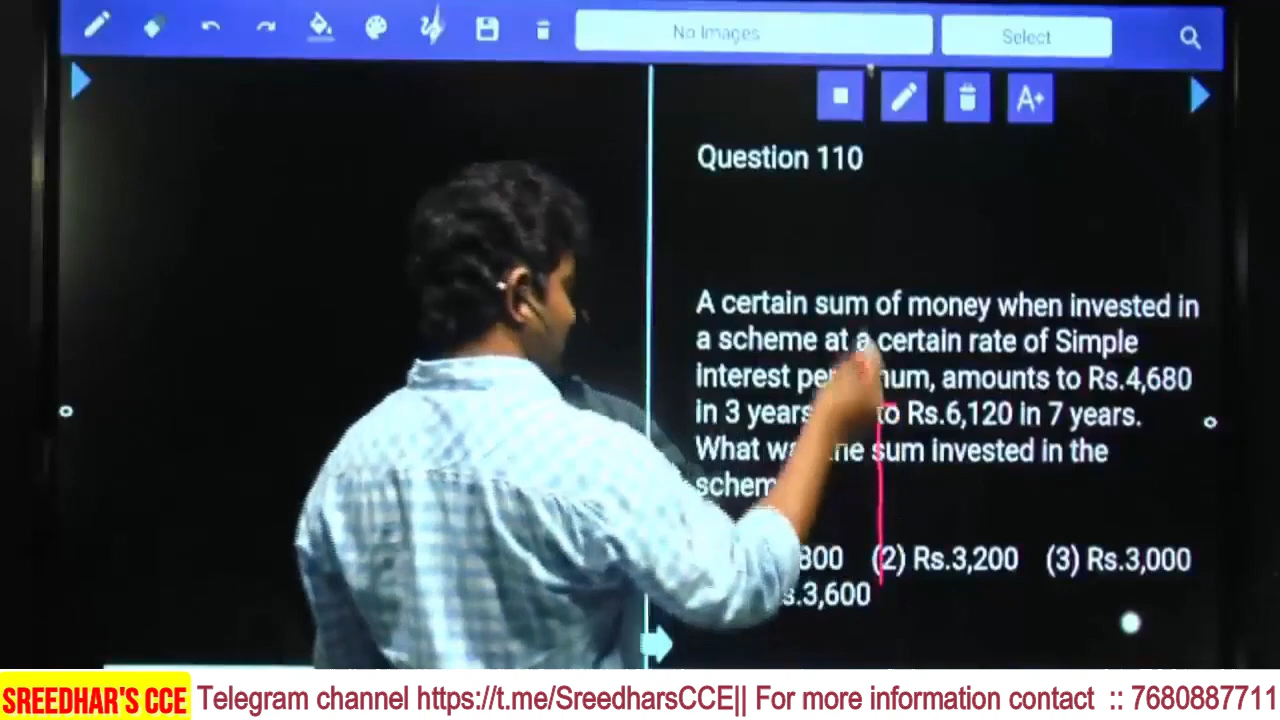 No Images
Select
A+
Question 110
A certain sum of money when invested in
a scheme at a certain rate of Simple
interest per num, amounts to Rs.4,680
in 3 years to Rs.6,120 in 7 years.
What the sum invested in the
schem
800 (2) Rs.3,200 (3) Rs.3,000
s.3,600
SREEDHAR'S CCE Telegram channel https://t.me/SreedharsCCE|| For more information contact :: 7680887711